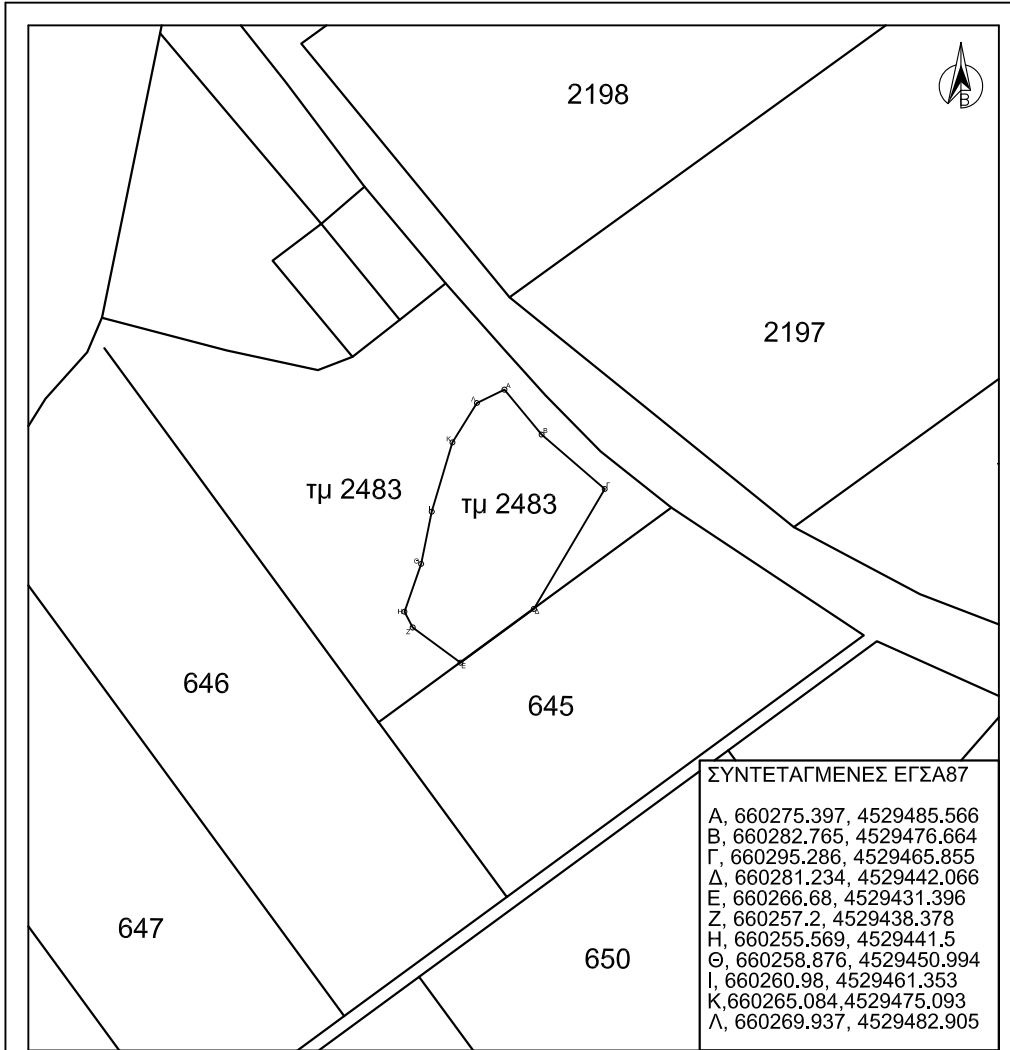 2198
Β
2197
Α
Λ
Κ
Β
τμ 2483
τμ 2483
Γ
Ι
Θ
Η
Δ
Ζ
Ε
646
645
ΣΥΝΤΕΤΑΓΜΕΝΕΣ ΕΓΣΑ87
Α, 660275.397, 4529485.566
Β, 660282.765, 4529476.664
Γ, 660295.286, 4529465.855
Δ, 660281.234, 4529442.066
Ε, 660266.68, 4529431.396
Ζ, 660257.2, 4529438.378
Η, 660255.569, 4529441.5
Θ, 660258.876, 4529450.994
Ι, 660260.98, 4529461.353
Κ,660265.084,4529475.093
Λ, 660269.937, 4529482.905
647
650